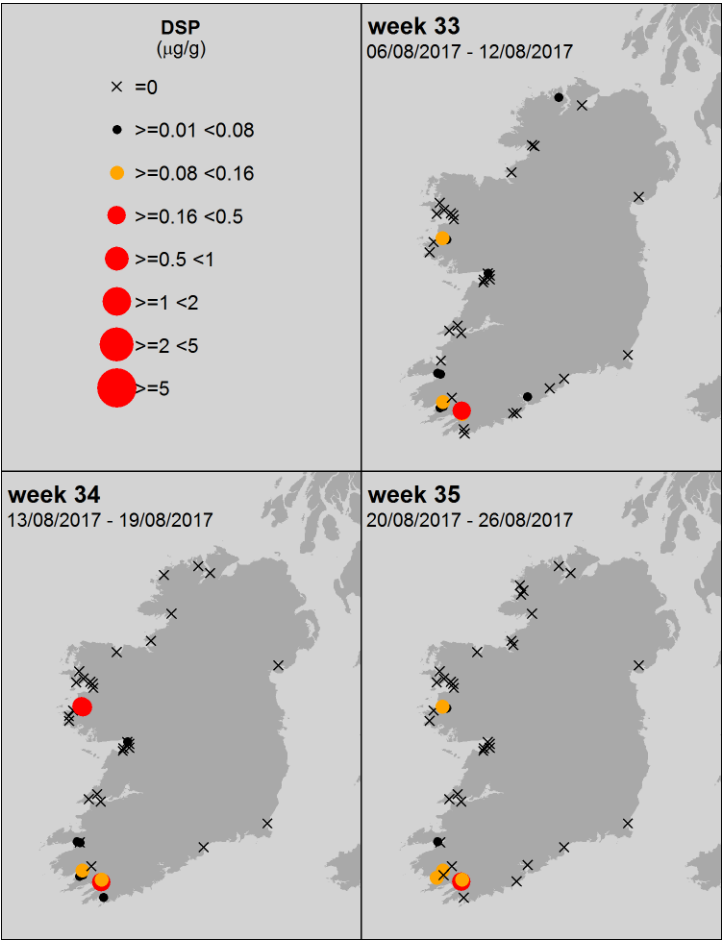 DSP
(µg/g)
=0
>=0.01 <0.08
>=0.08 <0.16
>=0.16 <0.5
>=0.5 <1
>=1 <2
>=2 <5
>=5
week 33
06/08/2017 - 12/08/2017
week 34
13/08/2017 - 19/08/2017
week 35
20/08/2017 - 26/08/2017